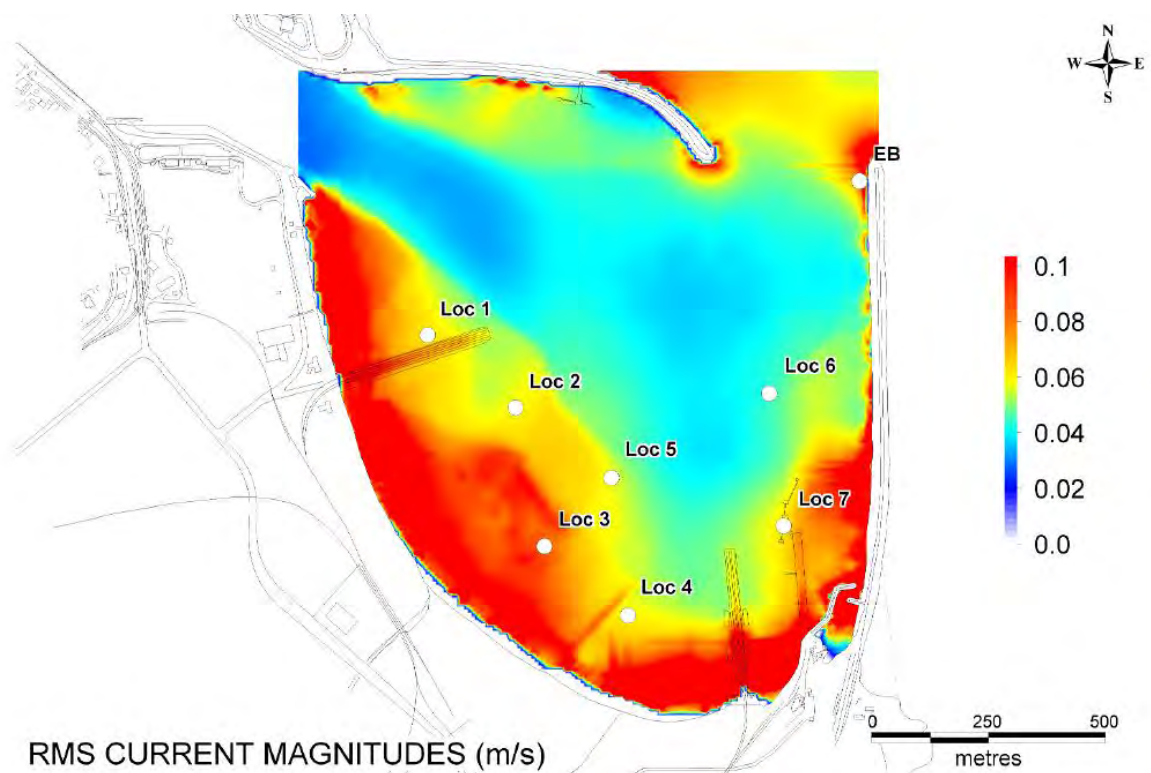 N
W E
S
EB
0.1
0.08
0.06
0.04
0.02
0.0
Loc 1
Loc 2
Loc 6
Loc 5
Loc 7
Loc 3
Loc 4
0 250 500
metres
RMS CURRENT MAGNITUDES (m/s)